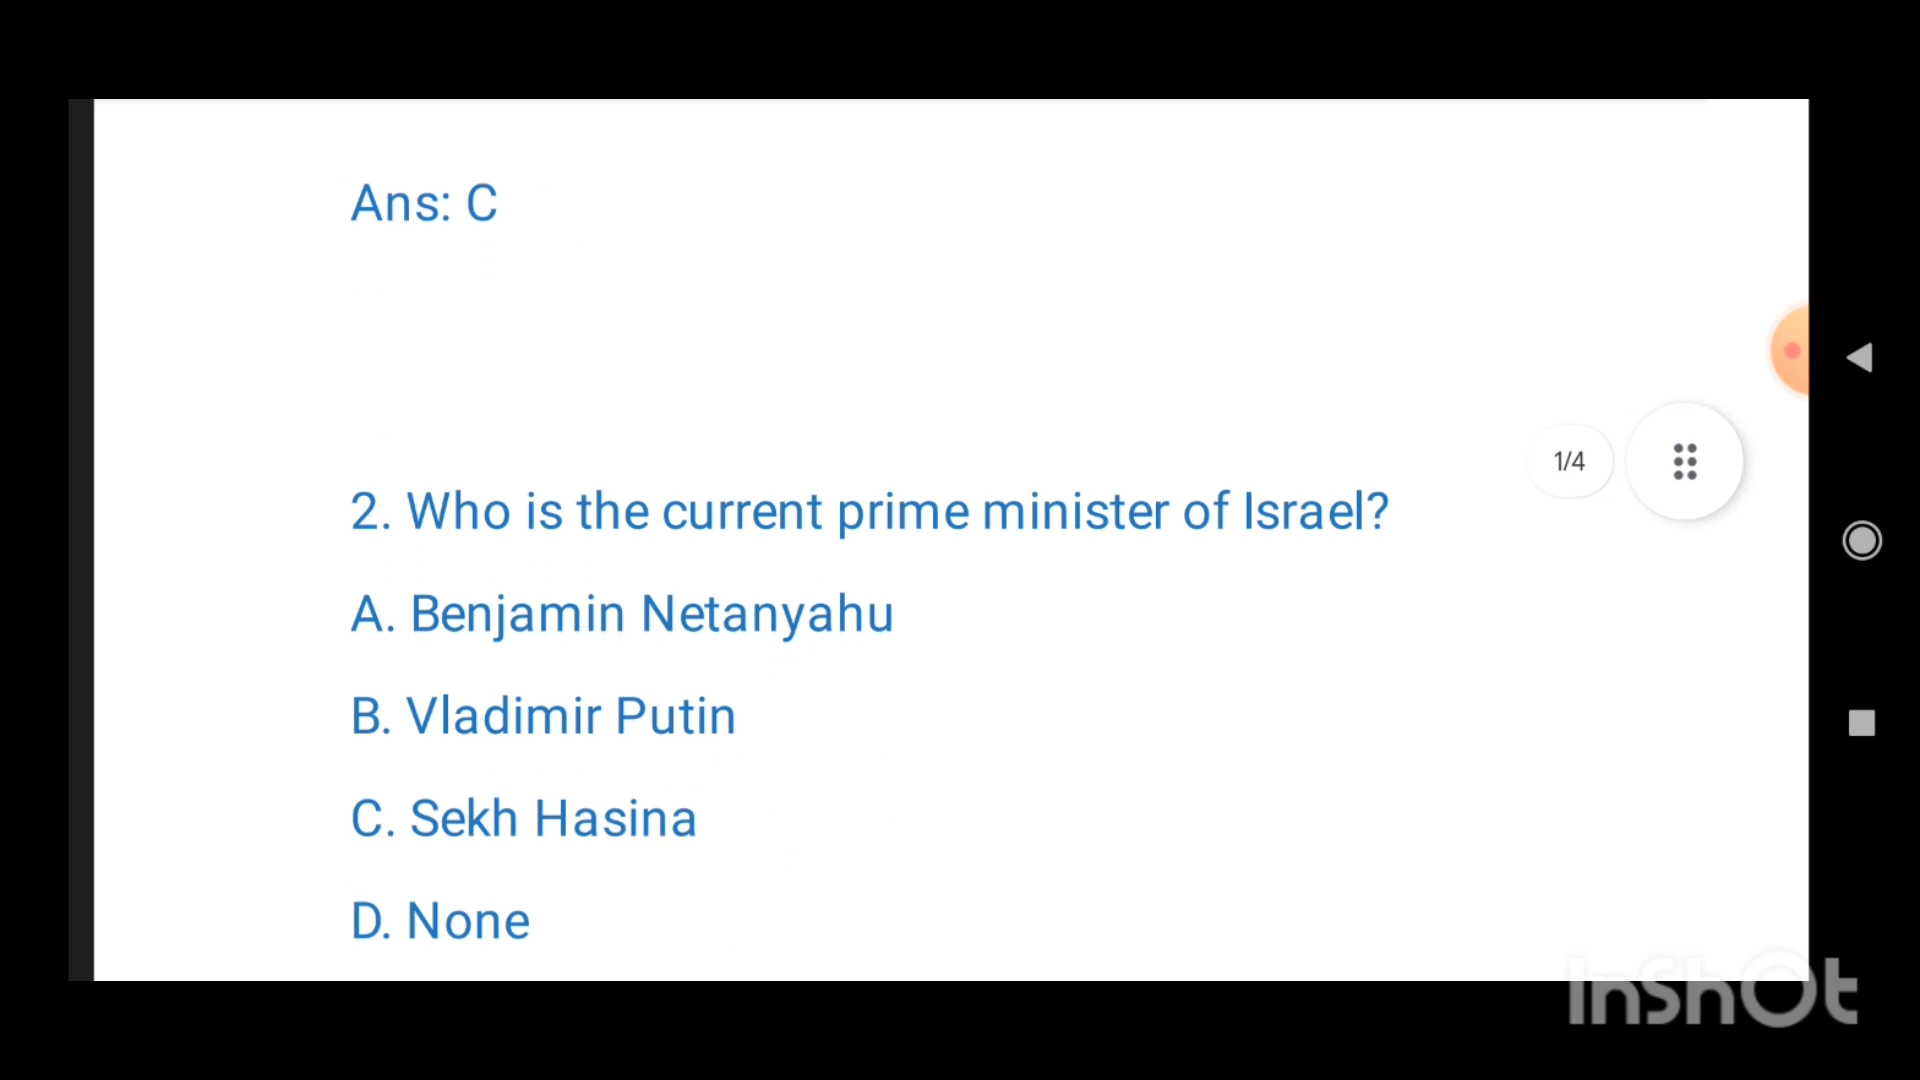 Ans: C
2. Who is the current prime minister of Israel?
1/4
A. Benjamin Netanyahu
B. Vladimir Putin
C. Sekh Hasina
D. None
InShOt